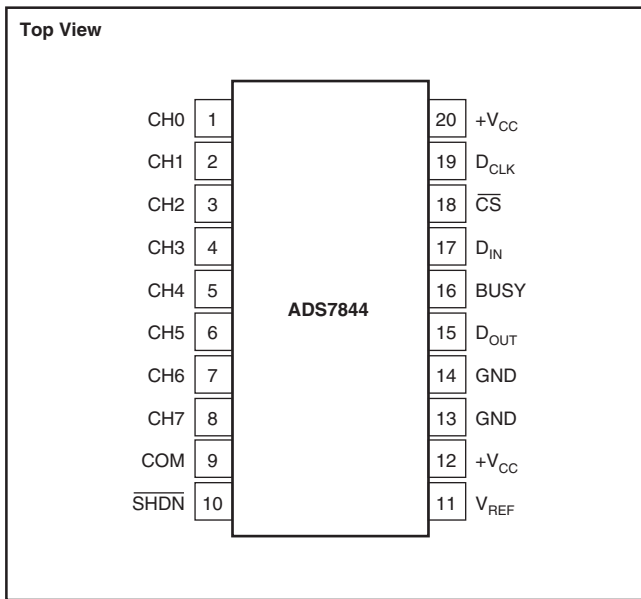 Top View
CH0 1 20 +VCC
CH1 2 19 DCLK
CH2 3 18 C̅S̅
CH3 4 17 DIN
CH4 5 16 BUSY
ADS7844
CH5 6 15 DOUT
CH6 7 14 GND
CH7 8 13 GND
COM 9 12 +VCC
S̅H̅D̅N̅ 10 11 VREF